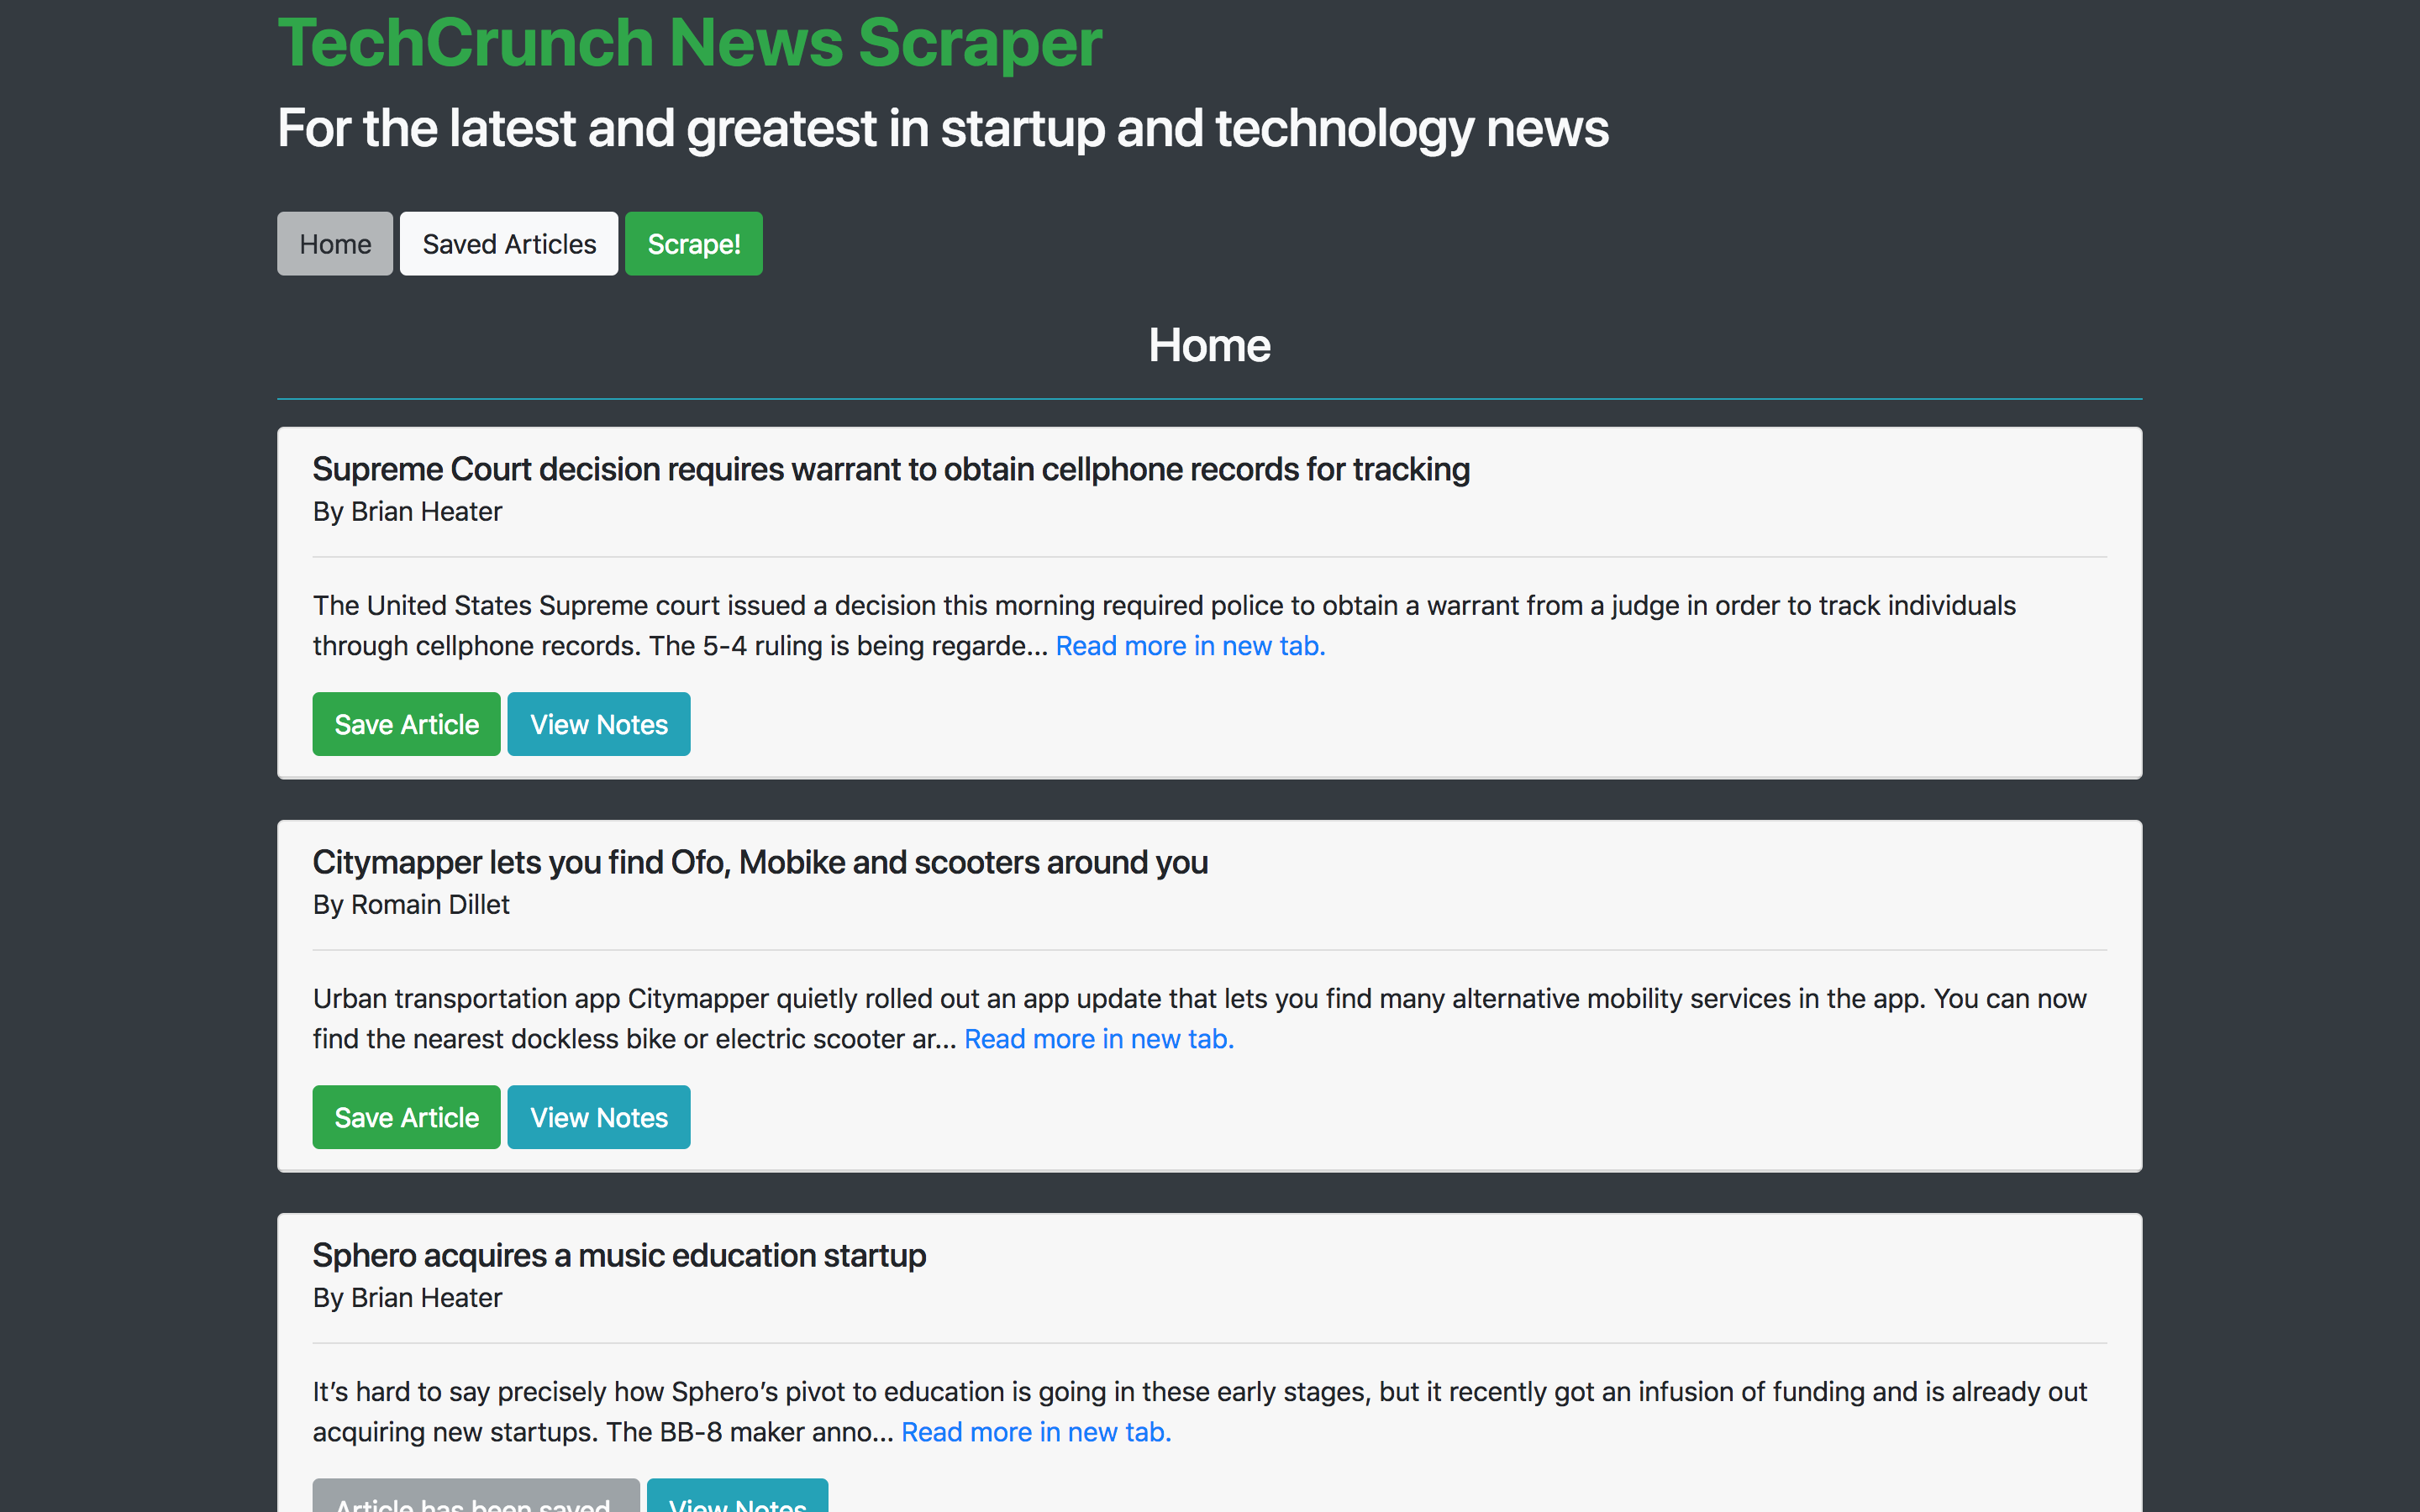 TechCrunch News Scraper
For the latest and greatest in startup and technology news
Home Saved Articles Scrape!
Home
Supreme Court decision requires warrant to obtain cellphone records for tracking
By Brian Heater
The United States Supreme court issued a decision this morning required police to obtain a warrant from a judge in order to track individuals
through cellphone records. The 5-4 ruling is being regarde... Read more in new tab.
Save Article View Notes
Citymapper lets you find Ofo, Mobike and scooters around you
By Romain Dillet
Urban transportation app Citymapper quietly rolled out an app update that lets you find many alternative mobility services in the app. You can now
find the nearest dockless bike or electric scooter ar... Read more in new tab.
Save Article View Notes
Sphero acquires a music education startup
By Brian Heater
It’s hard to say precisely how Sphero’s pivot to education is going in these early stages, but it recently got an infusion of funding and is already out
acquiring new startups. The BB-8 maker anno... Read more in new tab.
Article has been saved View Notes